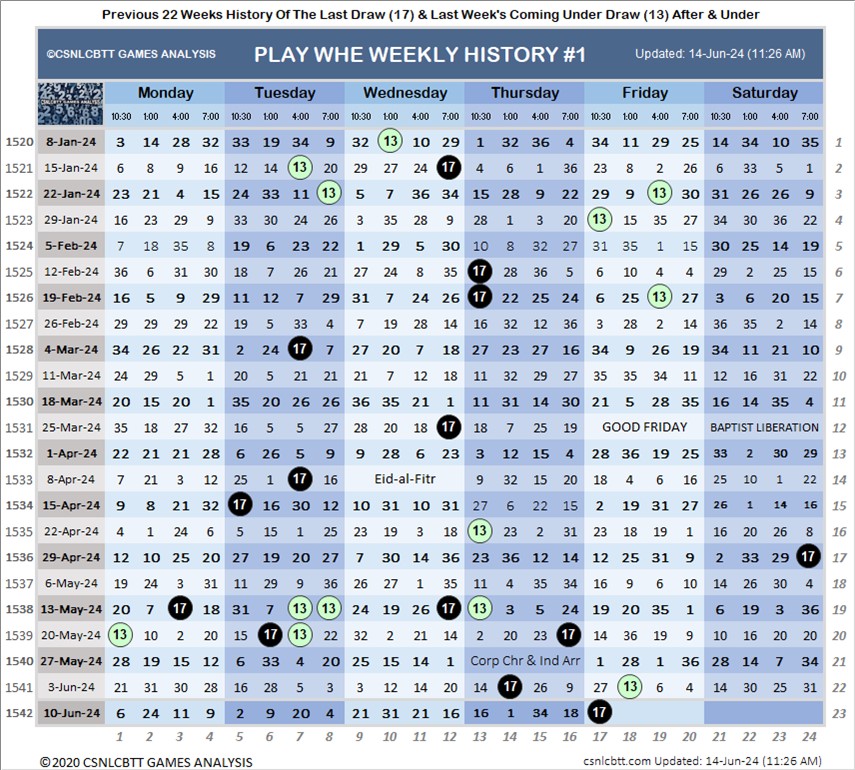 Previous 22 Weeks History Of The Last Draw (17) & Last Week's Coming Under Draw (13) After & Under
©CSNLCBTT GAMES ANALYSIS PLAY WHE WEEKLY HISTORY #1 Updated: 14-Jun-24 (11:26 AM)
CSNLCBTT GAMES ANALYSIS Monday Tuesday Wednesday Thursday Friday Saturday
10:30 1:00 4:00 7:00 10:30 1:00 4:00 7:00 10:30 1:00 4:00 7:00 10:30 1:00 4:00 7:00 10:30 1:00 4:00 7:00 10:30 1:00 4:00 7:00
1520 8-Jan-24 3 14 28 32 33 19 34 9 32 13 10 29 1 32 36 4 34 11 29 25 14 34 10 35 1
1521 15-Jan-24 6 8 9 16 12 14 13 20 29 27 24 17 4 6 1 36 23 8 2 26 6 33 5 1 2
1522 22-Jan-24 23 21 4 15 24 33 11 13 5 7 36 34 15 28 9 22 29 9 13 30 31 26 26 9 3
1523 29-Jan-24 16 23 29 9 33 30 24 26 3 35 28 9 28 1 3 20 13 15 35 27 34 30 36 22 4
1524 5-Feb-24 7 18 35 8 19 6 23 22 1 29 5 30 10 8 32 27 31 35 1 15 30 25 14 19 5
1525 12-Feb-24 36 6 31 30 18 7 26 21 27 24 8 35 17 28 36 5 6 10 4 4 29 2 25 15 6
1526 19-Feb-24 16 5 9 29 11 12 7 29 31 7 24 26 17 22 25 24 6 25 13 27 3 6 20 15 7
1527 26-Feb-24 29 29 29 22 19 5 33 4 7 19 28 14 16 32 12 36 3 28 2 14 36 35 2 14 8
1528 4-Mar-24 34 26 22 31 2 24 17 7 27 20 7 18 27 23 27 16 34 9 26 19 34 11 21 10 9
1529 11-Mar-24 24 29 5 1 20 5 21 21 21 7 12 18 11 32 29 27 35 35 34 11 12 16 31 22 10
1530 18-Mar-24 20 15 20 1 35 20 26 26 36 35 21 1 11 31 14 30 21 5 28 35 16 14 35 4 11
1531 25-Mar-24 35 18 27 32 16 5 5 27 28 20 18 17 18 7 25 19 GOOD FRIDAY BAPTIST LIBERATION 12
1532 1-Apr-24 22 21 28 6 6 26 5 9 9 28 6 23 3 12 15 4 28 36 19 25 33 2 30 29 13
1533 8-Apr-24 7 21 3 12 25 1 17 16 Eid-al-Fitr 9 32 15 20 18 4 16 15 25 10 1 22 14
1534 15-Apr-24 9 8 21 32 17 16 30 12 10 31 10 31 27 6 22 15 2 19 31 27 26 1 14 16 15
1535 22-Apr-24 4 1 24 6 5 15 1 25 23 19 3 18 13 23 2 31 23 28 19 9 16 20 26 8 16
1536 29-Apr-24 12 10 25 20 27 19 20 27 7 30 14 36 23 36 12 14 12 25 31 9 2 33 29 17 17
1537 6-May-24 19 24 3 31 11 29 9 36 26 27 1 35 11 4 35 34 16 9 6 10 14 26 30 4 18
1538 13-May-24 20 7 17 18 31 7 13 13 24 19 26 17 13 3 5 24 19 20 35 1 6 19 3 36 19
1539 20-May-24 13 10 2 20 15 17 13 22 32 2 21 14 2 20 23 17 14 36 19 9 10 16 20 20 20
1540 27-May-24 28 19 15 12 6 33 4 20 25 15 14 1 Corp Chr & Ind Arr 1 28 1 36 28 14 7 34 21
1541 3-Jun-24 21 31 30 28 16 28 5 3 3 12 14 20 14 17 26 9 27 13 6 4 14 30 25 31 22
1542 10-Jun-24 6 24 11 9 2 9 20 4 21 31 21 16 16 1 34 18 17 23
1 2 3 4 5 6 7 8 9 10 11 12 13 14 15 16 17 18 19 20 21 22 23 24
©2020 CSNLCBTT GAMES ANALYSIS csnlcbtt.com Updated: 14-Jun-24 (11:26 AM)